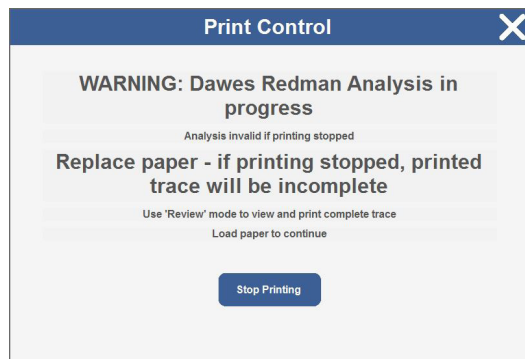 Print Control
WARNING: Dawes Redman Analysis in
progress
Analysis invalid if printing stopped
Replace paper - if printing stopped, printed
trace will be incomplete
Use 'Review' mode to view and print complete trace
Load paper to continue
Stop Printing